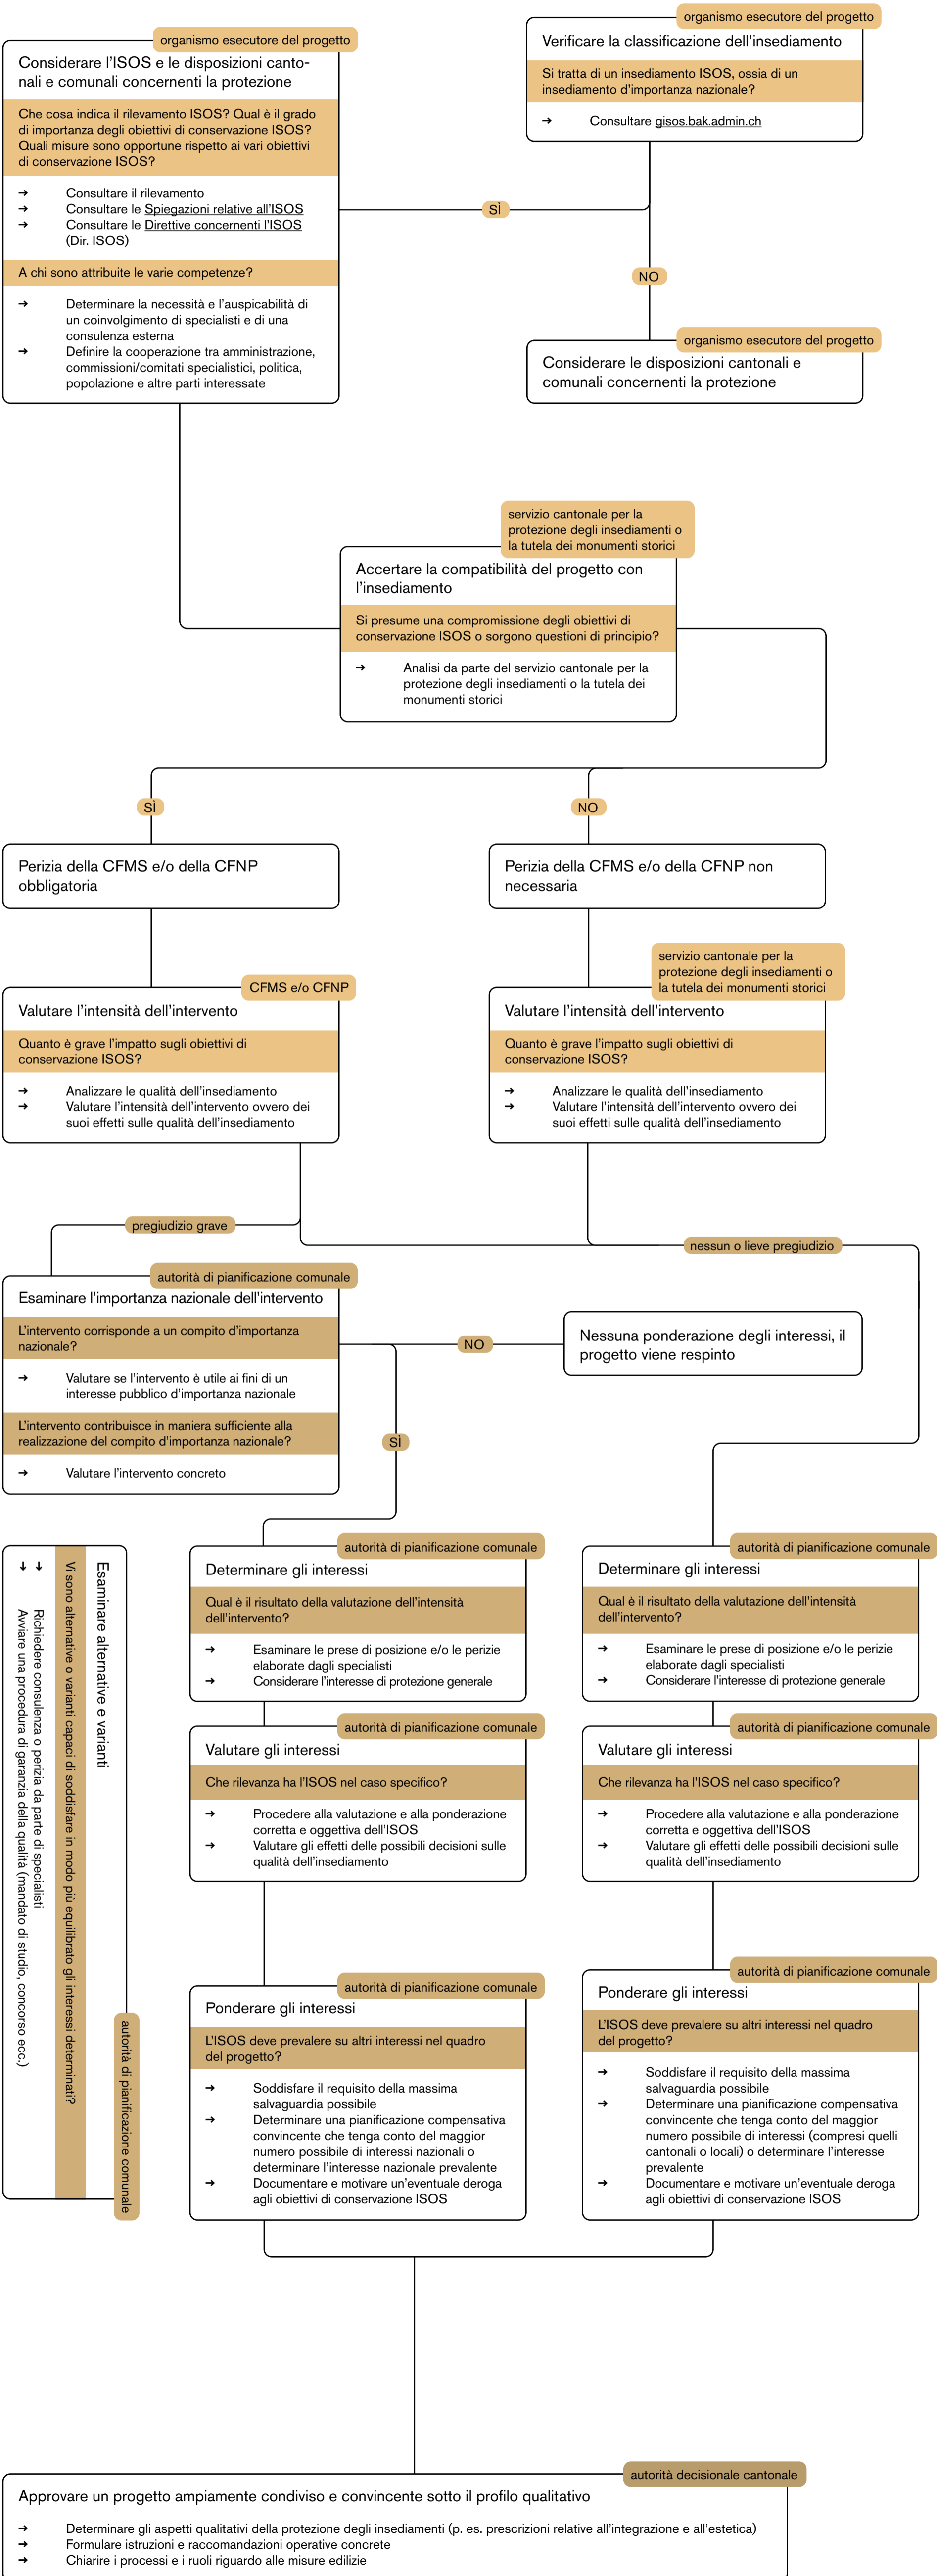 organismo esecutore del progetto
Verificare la classificazione dell’insediamento
Si tratta di un insediamento ISOS, ossia di un
insediamento d’importanza nazionale?
➜ Consultare gisos.bak.admin.ch
organismo esecutore del progetto
Considerare l’ISOS e le disposizioni canto-
nali e comunali concernenti la protezione
Che cosa indica il rilevamento ISOS? Qual è il grado
di importanza degli obiettivi di conservazione ISOS?
Quali misure sono opportune rispetto ai vari obiettivi
di conservazione ISOS?
➜ Consultare il rilevamento
➜ Consultare le Spiegazioni relative all’ISOS
➜ Consultare le Direttive concernenti l’ISOS
(Dir. ISOS)
A chi sono attribuite le varie competenze?
➜ Determinare la necessità e l’auspicabilità di
un coinvolgimento di specialisti e di una
consulenza esterna
➜ Definire la cooperazione tra amministrazione,
commissioni/comitati specialistici, politica,
popolazione e altre parti interessate
SÌ
NO
organismo esecutore del progetto
Considerare le disposizioni cantonali e
comunali concernenti la protezione
servizio cantonale per la
protezione degli insediamenti o
la tutela dei monumenti storici
Accertare la compatibilità del progetto con
l’insediamento
Si presume una compromissione degli obiettivi di
conservazione ISOS o sorgono questioni di principio?
➜ Analisi da parte del servizio cantonale per la
protezione degli insediamenti o la tutela dei
monumenti storici
SÌ
NO
Perizia della CFMS e/o della CFNP
obbligatoria
Perizia della CFMS e/o della CFNP non
necessaria
CFMS e/o CFNP
Valutare l’intensità dell’intervento
Quanto è grave l’impatto sugli obiettivi di
conservazione ISOS?
➜ Analizzare le qualità dell’insediamento
➜ Valutare l’intensità dell’intervento ovvero dei
suoi effetti sulle qualità dell’insediamento
servizio cantonale per la
protezione degli insediamenti o
la tutela dei monumenti storici
Valutare l’intensità dell’intervento
Quanto è grave l’impatto sugli obiettivi di
conservazione ISOS?
➜ Analizzare le qualità dell’insediamento
➜ Valutare l’intensità dell’intervento ovvero dei
suoi effetti sulle qualità dell’insediamento
pregiudizio grave
nessun o lieve pregiudizio
autorità di pianificazione comunale
Esaminare l’importanza nazionale dell’intervento
L’intervento corrisponde a un compito d’importanza
nazionale?
➜ Valutare se l’intervento è utile ai fini di un
interesse pubblico d’importanza nazionale
L’intervento contribuisce in maniera sufficiente alla
realizzazione del compito d’importanza nazionale?
➜ Valutare l’intervento concreto
NO
Nessuna ponderazione degli interessi, il
progetto viene respinto
SÌ
autorità di pianificazione comunale
Esaminare alternative e varianti
Vi sono alternative o varianti capaci di soddisfare in modo più equilibrato gli interessi determinati?
➜ Richiedere consulenza o perizia da parte di specialisti
➜ Avviare una procedura di garanzia della qualità (mandato di studio, concorso ecc.)
autorità di pianificazione comunale
Determinare gli interessi
Qual è il risultato della valutazione dell’intensità
dell’intervento?
➜ Esaminare le prese di posizione e/o le perizie
elaborate dagli specialisti
➜ Considerare l’interesse di protezione generale
autorità di pianificazione comunale
Valutare gli interessi
Che rilevanza ha l’ISOS nel caso specifico?
➜ Procedere alla valutazione e alla ponderazione
corretta e oggettiva dell’ISOS
➜ Valutare gli effetti delle possibili decisioni sulle
qualità dell’insediamento
autorità di pianificazione comunale
Ponderare gli interessi
L’ISOS deve prevalere su altri interessi nel quadro
del progetto?
➜ Soddisfare il requisito della massima
salvaguardia possibile
➜ Determinare una pianificazione compensativa
convincente che tenga conto del maggior
numero possibile di interessi nazionali o
determinare l’interesse nazionale prevalente
➜ Documentare e motivare un’eventuale deroga
agli obiettivi di conservazione ISOS
autorità di pianificazione comunale
Determinare gli interessi
Qual è il risultato della valutazione dell’intensità
dell’intervento?
➜ Esaminare le prese di posizione e/o le perizie
elaborate dagli specialisti
➜ Considerare l’interesse di protezione generale
autorità di pianificazione comunale
Valutare gli interessi
Che rilevanza ha l’ISOS nel caso specifico?
➜ Procedere alla valutazione e alla ponderazione
corretta e oggettiva dell’ISOS
➜ Valutare gli effetti delle possibili decisioni sulle
qualità dell’insediamento
autorità di pianificazione comunale
Ponderare gli interessi
L’ISOS deve prevalere su altri interessi nel quadro
del progetto?
➜ Soddisfare il requisito della massima
salvaguardia possibile
➜ Determinare una pianificazione compensativa
convincente che tenga conto del maggior
numero possibile di interessi (compresi quelli
cantonali o locali) o determinare l’interesse
prevalente
➜ Documentare e motivare un’eventuale deroga
agli obiettivi di conservazione ISOS
autorità decisionale cantonale
Approvare un progetto ampiamente condiviso e convincente sotto il profilo qualitativo
➜ Determinare gli aspetti qualitativi della protezione degli insediamenti (p. es. prescrizioni relative all’integrazione e all’estetica)
➜ Formulare istruzioni e raccomandazioni operative concrete
➜ Chiarire i processi e i ruoli riguardo alle misure edilizie